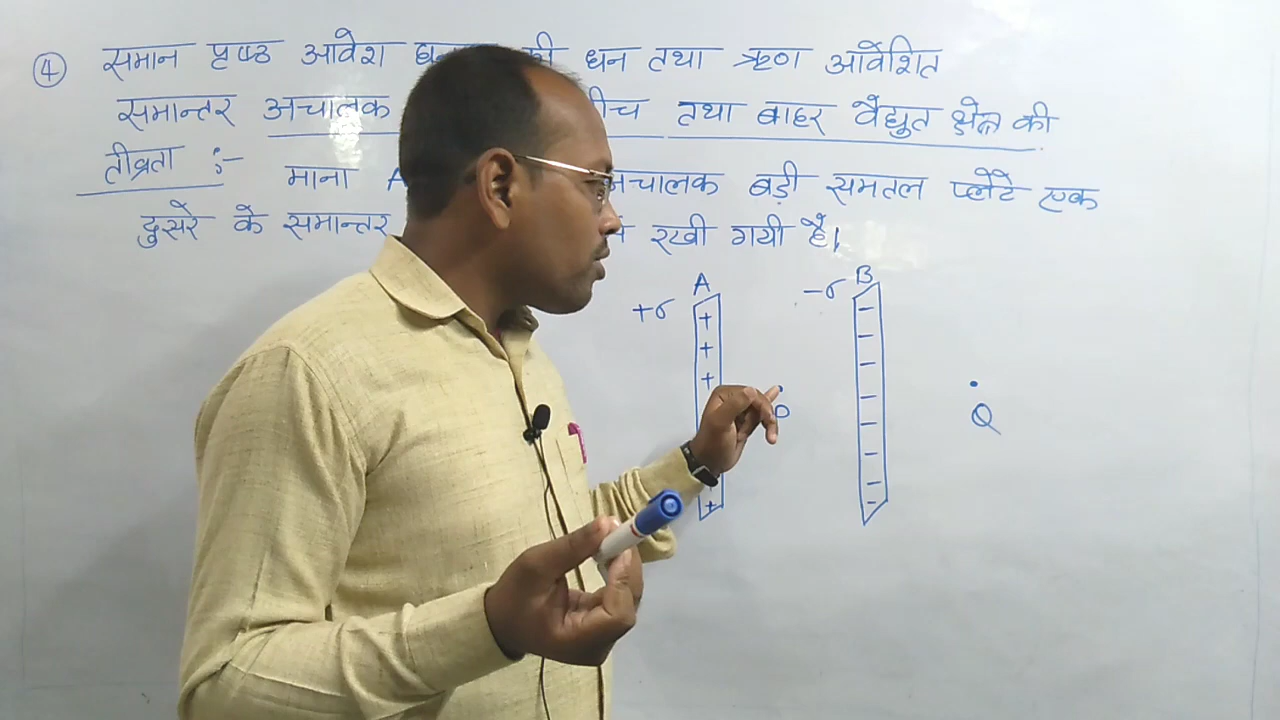 ④ समान पृष्ठ आवेश की धन तथा ऋण आवेशित
समान्तर अचालक बीच तथा बाहर वैद्युत क्षेत्र की
तीव्रता :- माना A अचालक बड़ी समतल प्लेटे एक
दुसरे के समान्तर में रखी गयी है।
A
B
+σ
-σ
+
+
+
+
−
−
−
−
−
−
−
P
Q